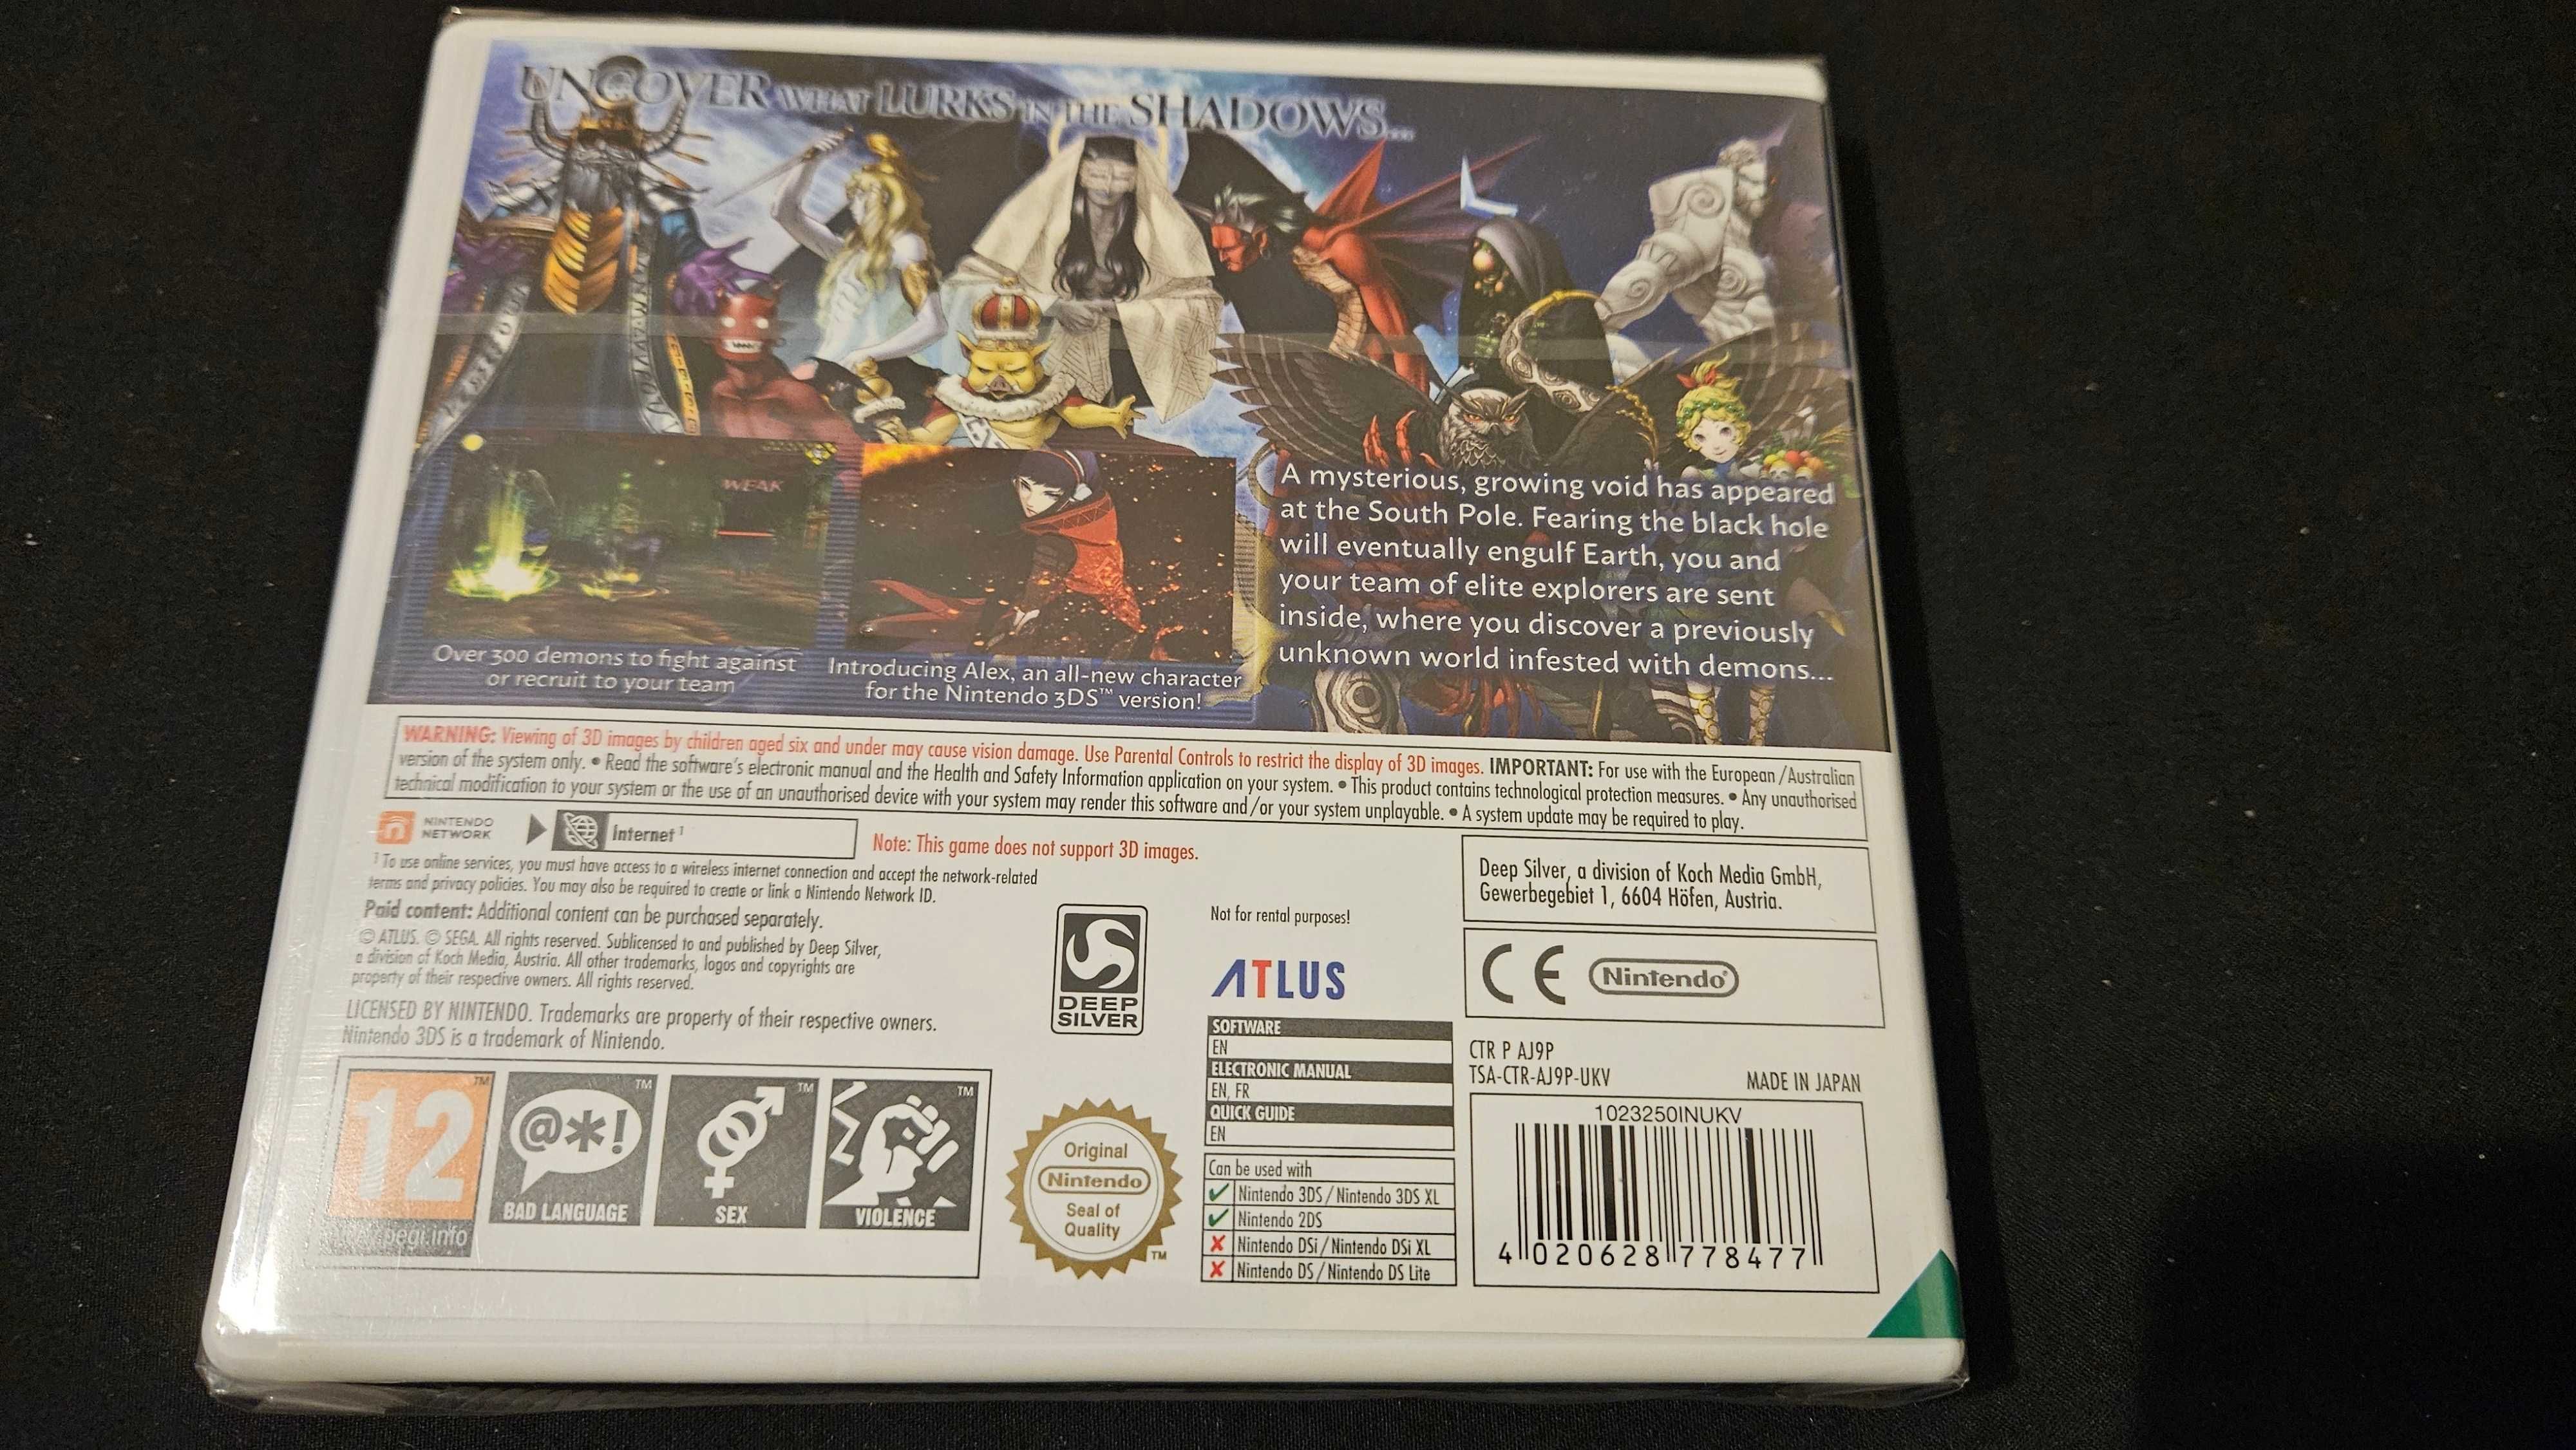 UNCOVER WHAT LURKS IN THE SHADOWS...
WEAK
Over 300 demons to fight against
or recruit to your team
Introducing Alex, an all-new character
for the Nintendo 3DS™ version!
A mysterious, growing void has appeared
at the South Pole. Fearing the black hole
will eventually engulf Earth, you and
your team of elite explorers are sent
inside, where you discover a previously
unknown world infested with demons...
WARNING: Viewing of 3D images by children aged six and under may cause vision damage. Use Parental Controls to restrict the display of 3D images. IMPORTANT: For use with the European/Australian
version of the system only. • Read the software's electronic manual and the Health and Safety Information application on your system. • This product contains technological protection measures. • Any unauthorised
technical modification to your system or the use of an unauthorised device with your system may render this software and/or your system unplayable. • A system update may be required to play.
NINTENDO
NETWORK
Internet¹
Note: This game does not support 3D images.
¹ To use online services, you must have access to a wireless internet connection and accept the network-related
terms and privacy policies. You may also be required to create or link a Nintendo Network ID.
Paid content: Additional content can be purchased separately.
© ATLUS. © SEGA. All rights reserved. Sublicensed to and published by Deep Silver,
a division of Koch Media, Austria. All other trademarks, logos and copyrights are
property of their respective owners. All rights reserved.
LICENSED BY NINTENDO. Trademarks are property of their respective owners.
Nintendo 3DS is a trademark of Nintendo.
DEEP
SILVER
Not for rental purposes!
ATLUS
Deep Silver, a division of Koch Media GmbH,
Gewerbegebiet 1, 6604 Höfen, Austria.
CE Nintendo®
12™
www.pegi.info
@*!™
BAD LANGUAGE
™
SEX
™
VIOLENCE
Original
Nintendo
Seal of
Quality
™
SOFTWARE
EN
ELECTRONIC MANUAL
EN, FR
QUICK GUIDE
EN
Can be used with
Nintendo 3DS/Nintendo 3DS XL
Nintendo 2DS
Nintendo DSi/Nintendo DSi XL
Nintendo DS/Nintendo DS Lite
CTR P AJ9P
TSA-CTR-AJ9P-UKV
MADE IN JAPAN
1023250INUKV
4 020628 778477